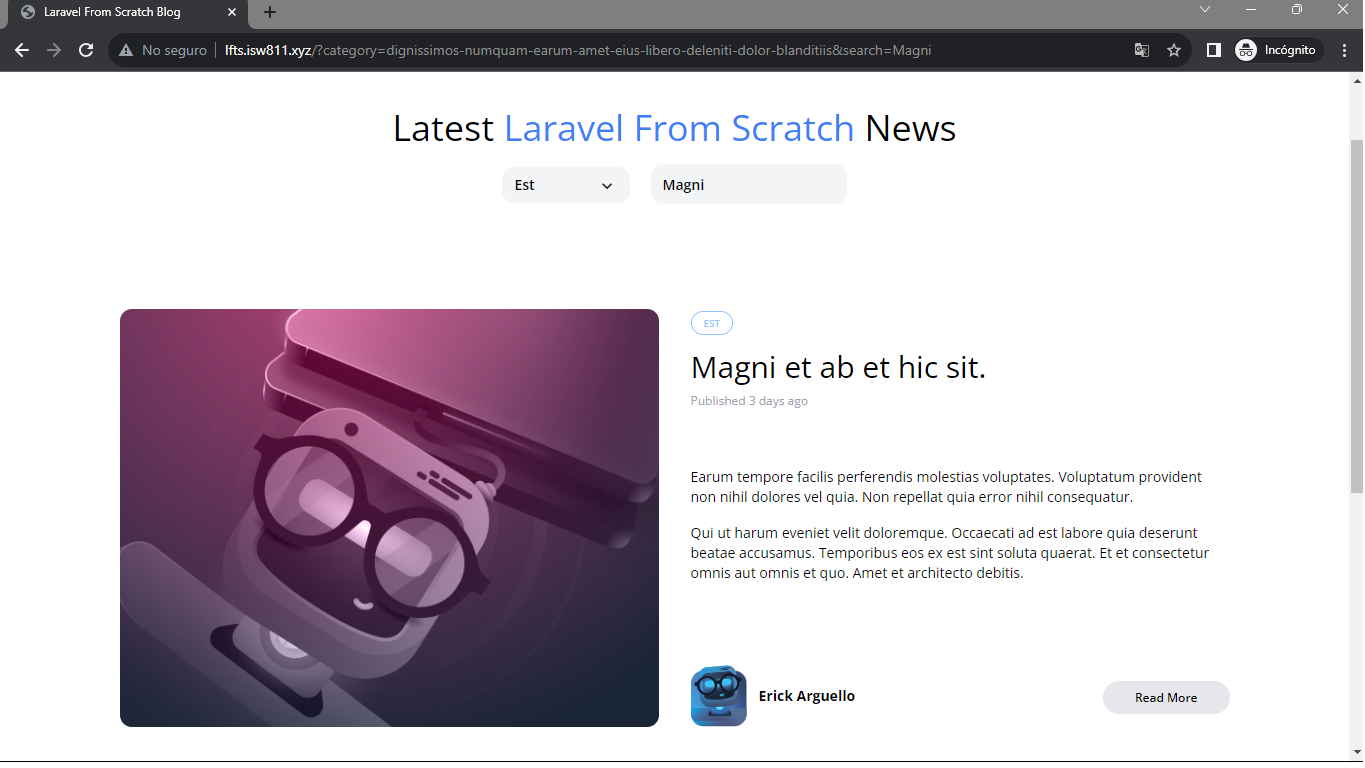 Laravel From Scratch Blog
No seguro
lfts.isw811.xyz/?category=dignissimos-numquam-earum-amet-eius-libero-deleniti-dolor-blanditiis&search=Magni
Incógnito
Latest Laravel From Scratch News
Est
Magni
EST
Magni et ab et hic sit.
Published 3 days ago
Earum tempore facilis perferendis molestias voluptates. Voluptatum provident
non nihil dolores vel quia. Non repellat quia error nihil consequatur.
Qui ut harum eveniet velit doloremque. Occaecati ad est labore quia deserunt
beatae accusamus. Temporibus eos ex est sint soluta quaerat. Et et consectetur
omnis aut omnis et quo. Amet et architecto debitis.
Erick Arguello
Read More